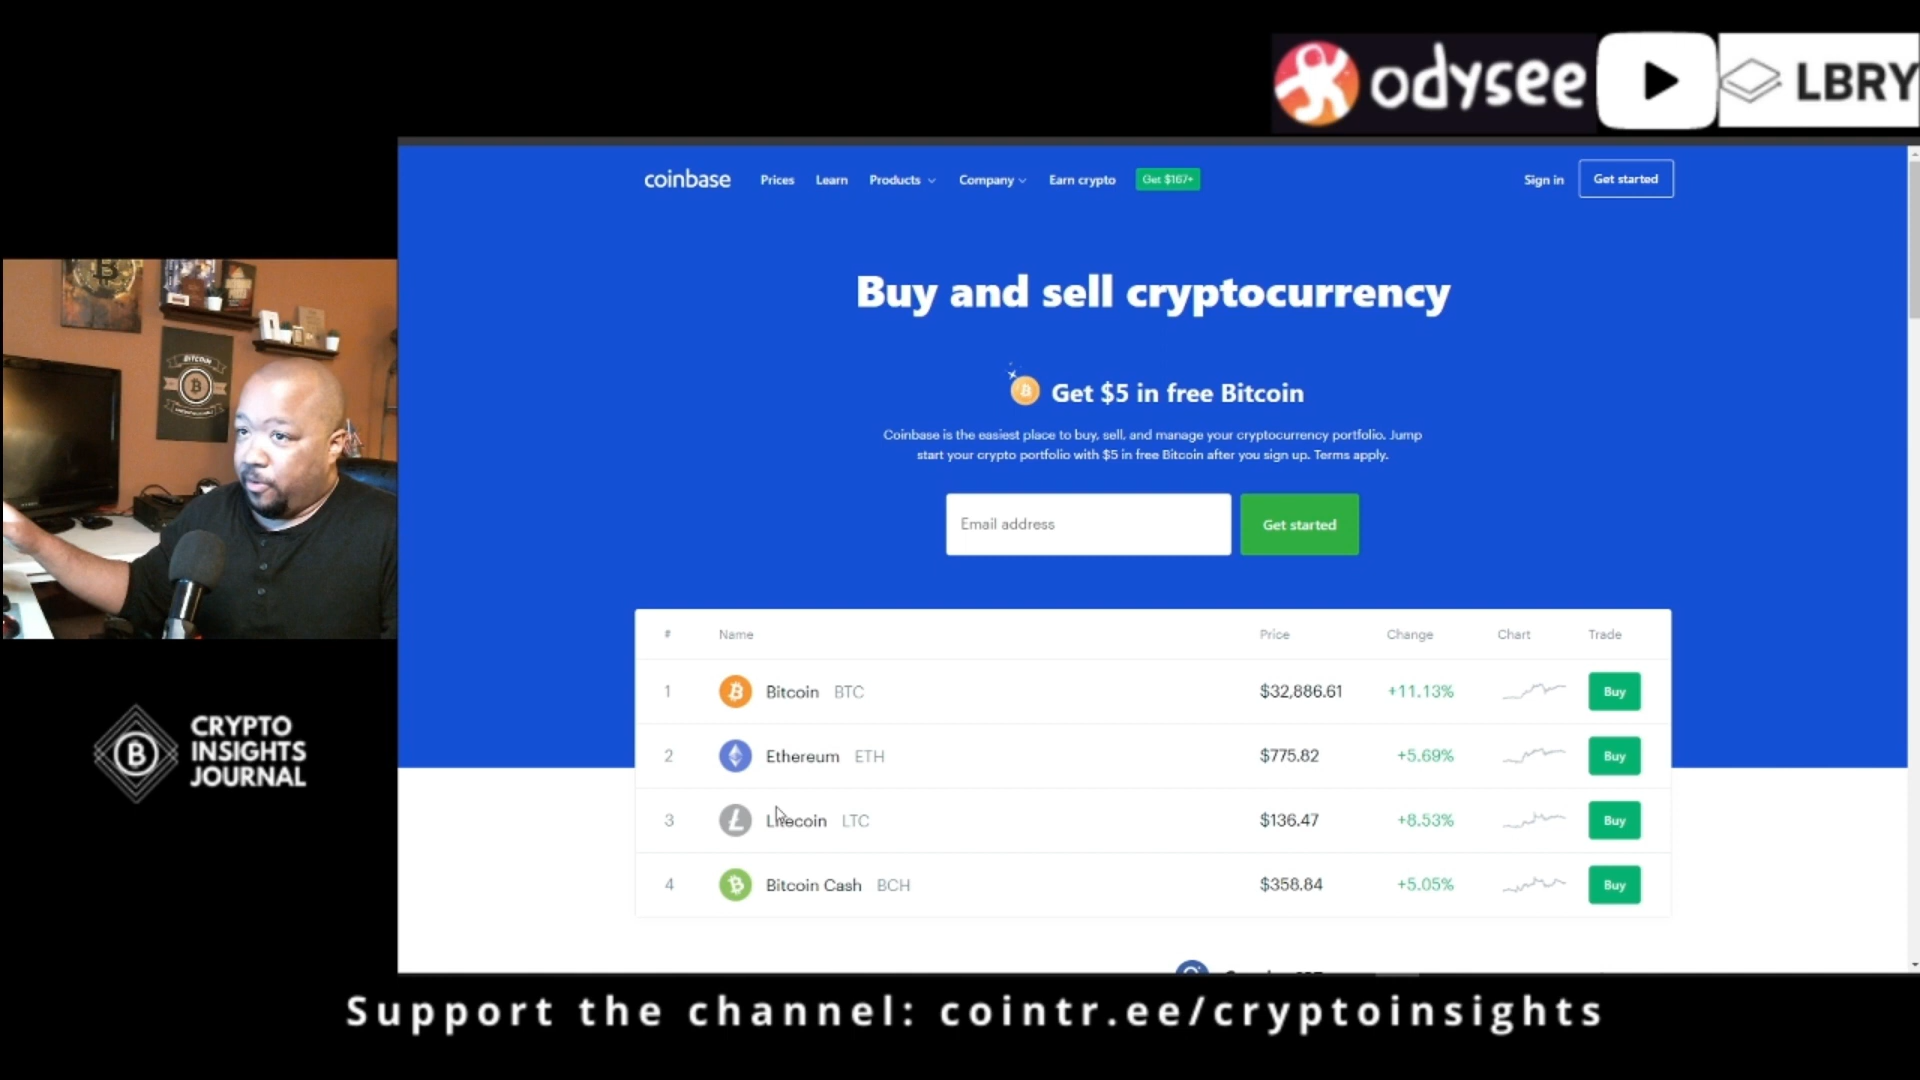 odysee
LBRY
coinbase
Prices
Learn
Products
Company
Earn crypto
Get $167+
Sign in
Get started
Buy and sell cryptocurrency
Get $5 in free Bitcoin
Coinbase is the easiest place to buy, sell, and manage your cryptocurrency portfolio. Jump
start your crypto portfolio with $5 in free Bitcoin after you sign up. Terms apply.
Email address
Get started
BITCOIN
# Name Price Change Chart Trade
1 Bitcoin BTC $32,886.61 +11.13% Buy
2 Ethereum ETH $775.82 +5.69% Buy
3 Litecoin LTC $136.47 +8.53% Buy
4 Bitcoin Cash BCH $358.84 +5.05% Buy
CRYPTO
INSIGHTS
JOURNAL
Support the channel: cointr.ee/cryptoinsights